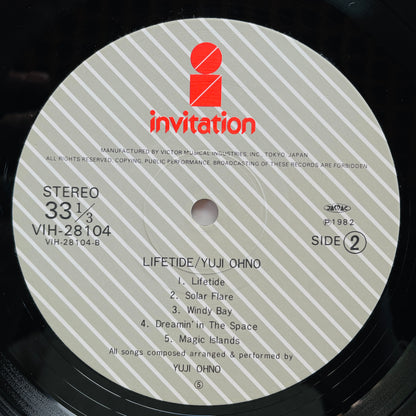 invitation
MANUFACTURED BY VICTOR MUSICAL INDUSTRIES, INC., TOKYO, JAPAN
ALL RIGHTS RESERVED, COPYING, PUBLIC PERFORMANCE, BROADCASTING OF THESE RECORDS ARE FORBIDDEN
STEREO
33 1/3
VIH-28104
VIH-28104-B
JASRAC
℗1982
SIDE 2
LIFETIDE/YUJI OHNO
1. Lifetide
2. Solar Flare
3. Windy Bay
4. Dreamin' in The Space
5. Magic Islands
All songs composed arranged & performed by
YUJI OHNO